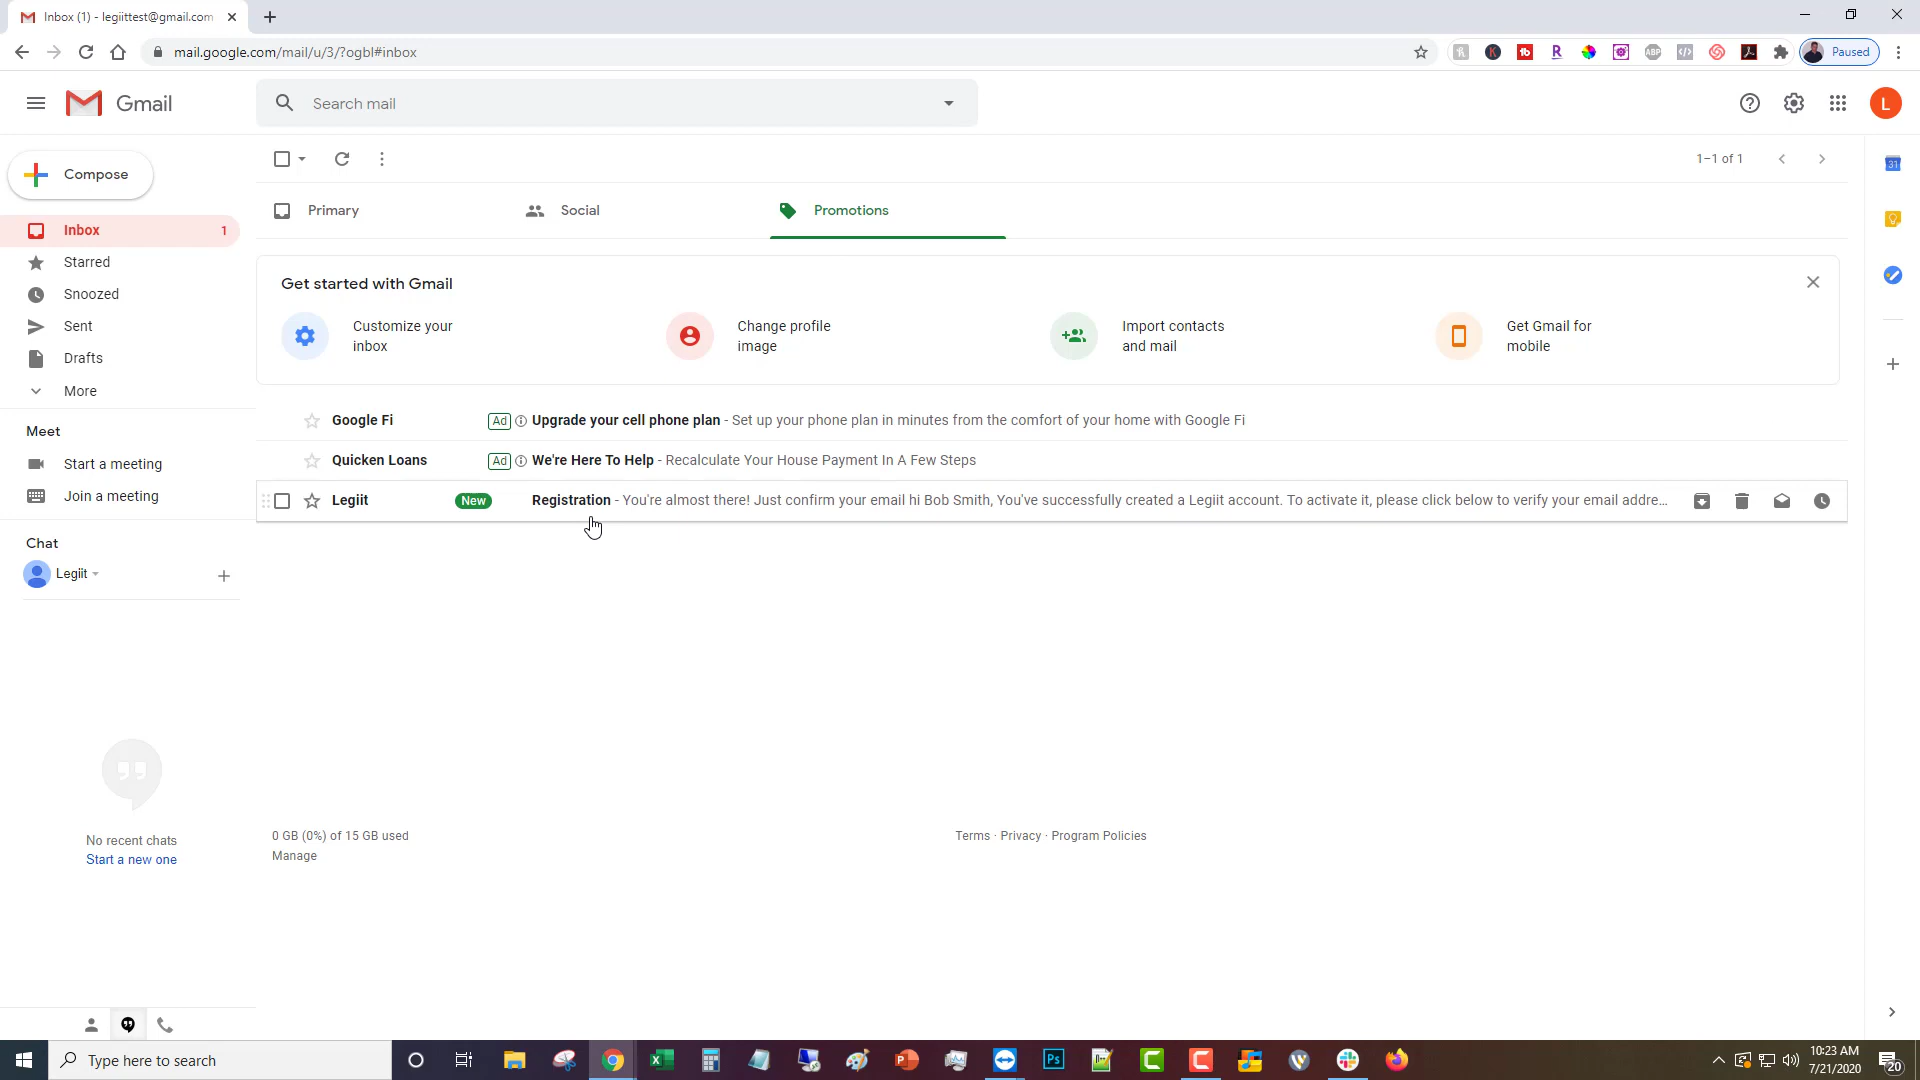 Inbox (1) - legiittest@gmail.com
mail.google.com/mail/u/3/?ogbl#inbox
Paused
Gmail
Search mail
L
Compose
1–1 of 1
31
Primary
Social
Promotions
Inbox 1
Starred
Snoozed
Sent
Drafts
More
Get started with Gmail
Customize your
inbox
Change profile
image
Import contacts
and mail
Get Gmail for
mobile
Google Fi Ad Upgrade your cell phone plan - Set up your phone plan in minutes from the comfort of your home with Google Fi
Quicken Loans Ad We're Here To Help - Recalculate Your House Payment In A Few Steps
Legiit New Registration - You're almost there! Just confirm your email hi Bob Smith, You've successfully created a Legiit account. To activate it, please click below to verify your email addre...
Meet
Start a meeting
Join a meeting
Chat
Legiit
No recent chats
Start a new one
0 GB (0%) of 15 GB used
Manage
Terms · Privacy · Program Policies
Type here to search
Ps
10:23 AM
7/21/2020
20